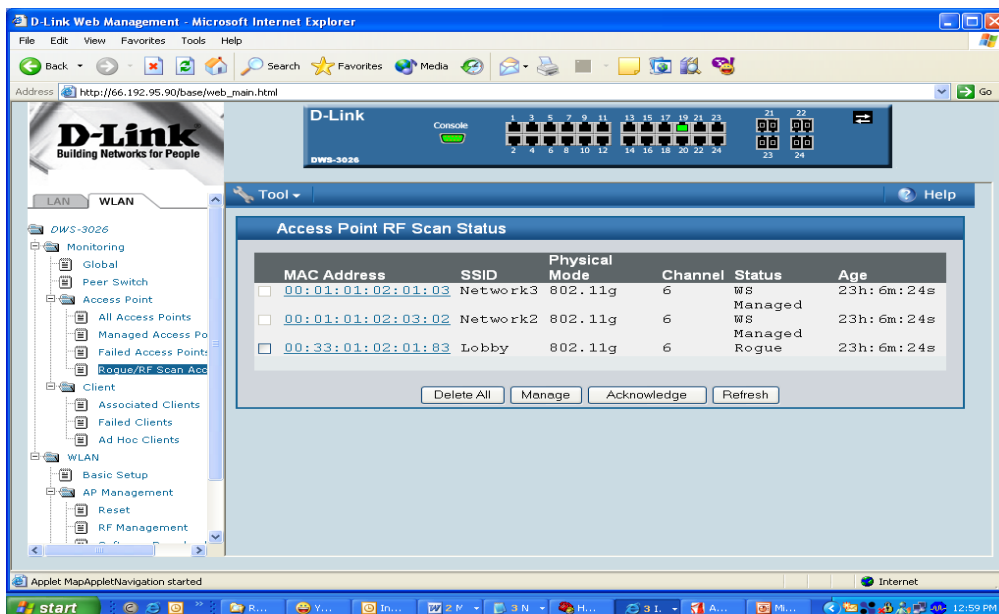 D-Link Web Management - Microsoft Internet Explorer
File Edit View Favorites Tools Help
Back Search Favorites Media
Address http://66.192.95.90/base/web_main.html Go
D-Link
Building Networks for People
D-Link
Console
1 3 5 7 9 11 13 15 17 19 21 23 21 22
2 4 6 8 10 12 14 16 18 20 22 24 23 24
DWS-3026
LAN WLAN
Tool Help
DWS-3026
Monitoring
Global
Peer Switch
Access Point
All Access Points
Managed Access Po
Failed Access Points
Rogue/RF Scan Acc
Client
Associated Clients
Failed Clients
Ad Hoc Clients
WLAN
Basic Setup
AP Management
Reset
RF Management
Access Point RF Scan Status
MAC Address SSID Physical Mode Channel Status Age
00:01:01:02:01:03 Network3 802.11g 6 WS Managed 23h:6m:24s
00:01:01:02:03:02 Network2 802.11g 6 WS Managed 23h:6m:24s
00:33:01:02:01:83 Lobby 802.11g 6 Rogue 23h:6m:24s
Delete All Manage Acknowledge Refresh
Applet MapAppletNavigation started Internet
start R... Y... In... 2 M 3 N H... 3 I. A... Mi... 12:59 PM